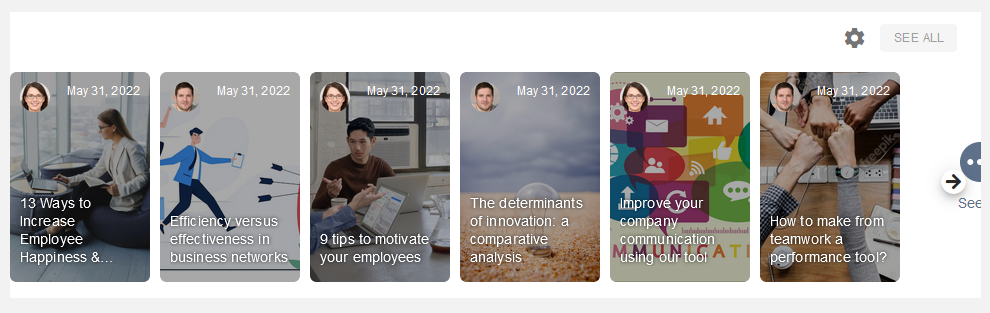 SEE ALL
May 31, 2022
13 Ways to
Increase
Employee
Happiness &...
May 31, 2022
Efficiency versus
effectiveness in
business networks
May 31, 2022
9 tips to motivate
your employees
May 31, 2022
The determinants
of innovation: a
comparative
analysis
May 31, 2022
Improve your
company
communication
using our tool
MMUNICATI
May 31, 2022
How to make from
teamwork a
performance tool?
freepik
See